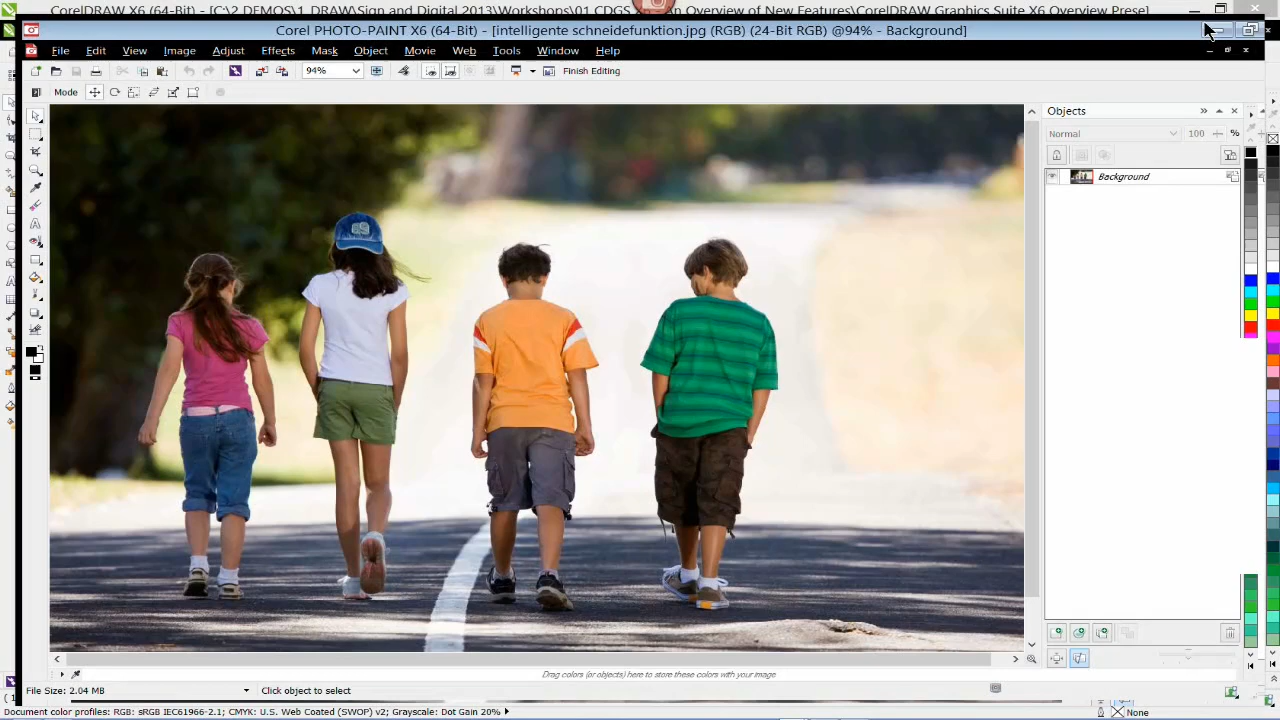 CorelDRAW X6 (64-Bit) - [C:\2 DEMOS\1_DRAW\Sign and Digital 2013\Workshops\01 CDGS - An Overview of New Features\CorelDRAW Graphics Suite X6 Overview Prese]
Corel PHOTO-PAINT X6 (64-Bit) - [intelligente schneidefunktion.jpg (RGB) (24-Bit RGB) @94% - Background]
File Edit View Image Adjust Effects Mask Object Movie Web Tools Window Help
94% Finish Editing
Mode
Objects
Normal 100 %
Background
Drag colors (or objects) here to store these colors with your image
File Size: 2.04 MB Click object to select
Document color profiles: RGB: sRGB IEC61966-2.1; CMYK: U.S. Web Coated (SWOP) v2; Grayscale: Dot Gain 20% None